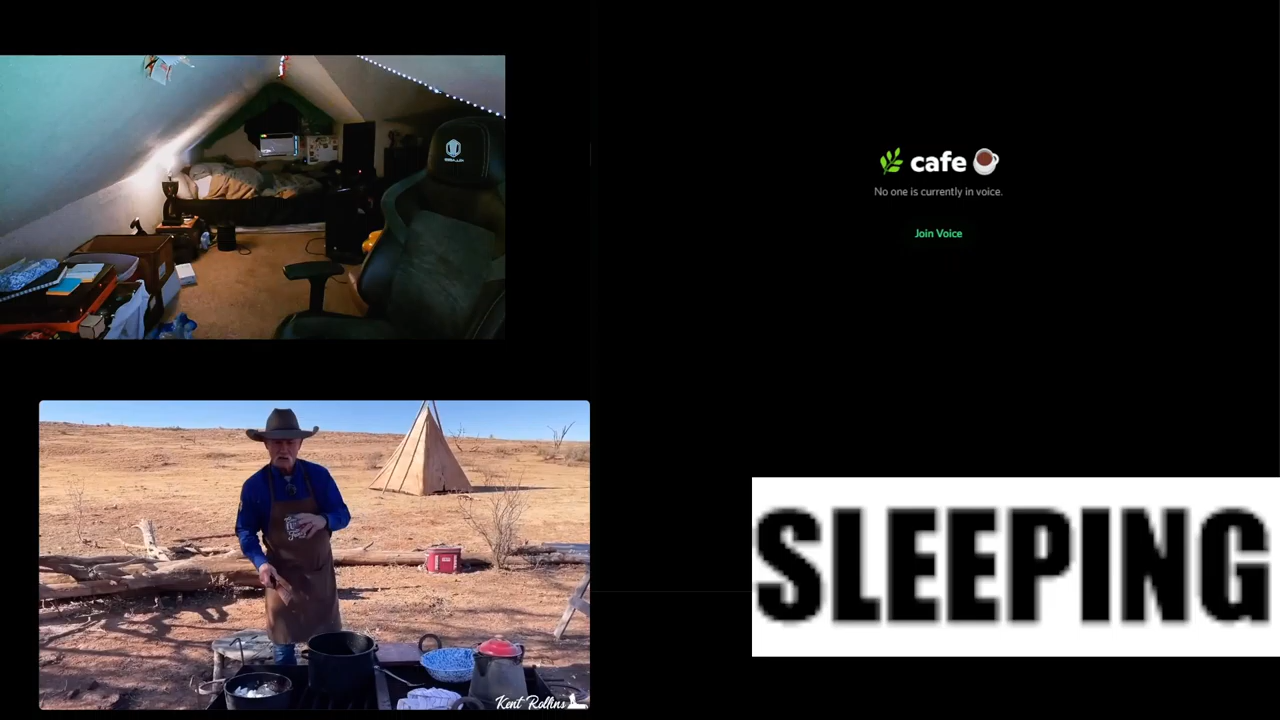 cafe
No one is currently in voice.
Join Voice
SLEEPING
Kent Rollins